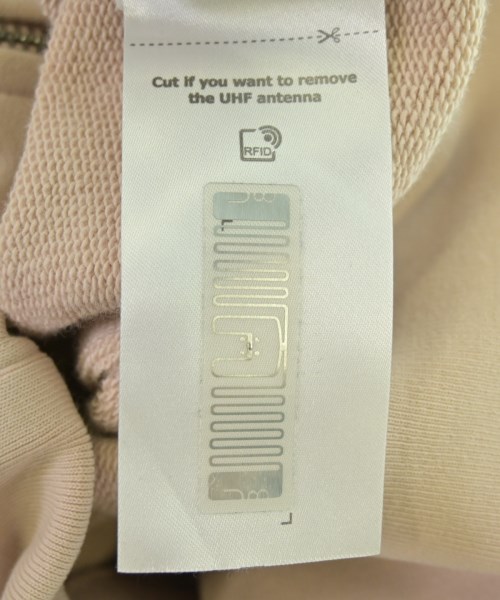 Cut if you want to remove
the UHF antenna
RFID